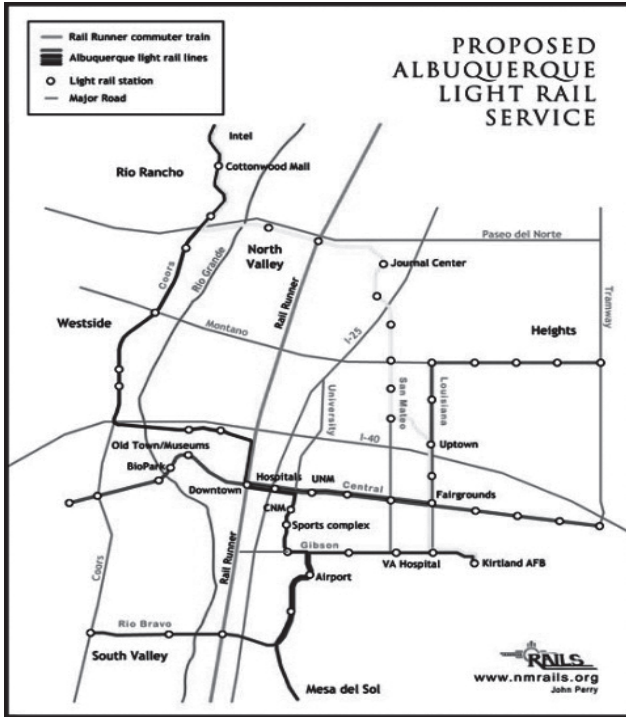 Rail Runner commuter train
Albuquerque light rail lines
Light rail station
Major Road
PROPOSED
ALBUQUERQUE
LIGHT RAIL
SERVICE
Intel
Rio Rancho
Cottonwood Mall
Paseo del Norte
North
Valley
Journal Center
Coors
Rio Grande
Rail Runner
Tramway
Westside
Montano
I-25
Heights
University
San Mateo
Louisiana
I-40
Old Town/Museums
Uptown
BioPark
Hospitals
UNM
Central
Downtown
Fairgrounds
CNM
Sports complex
Gibson
Rail Runner
Coors
Airport
VA Hospital
Kirtland AFB
Rio Bravo
South Valley
Mesa del Sol
RAILS
www.nmrails.org
John Perry